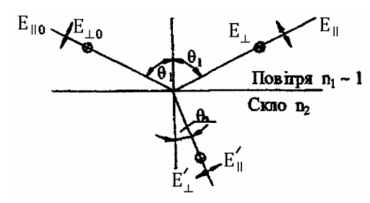 E∥0 E⊥0 E⊥ E∥
θ1 θ1
Повітря n1 ~ 1
Скло n2
θ2
E′⊥ E′∥